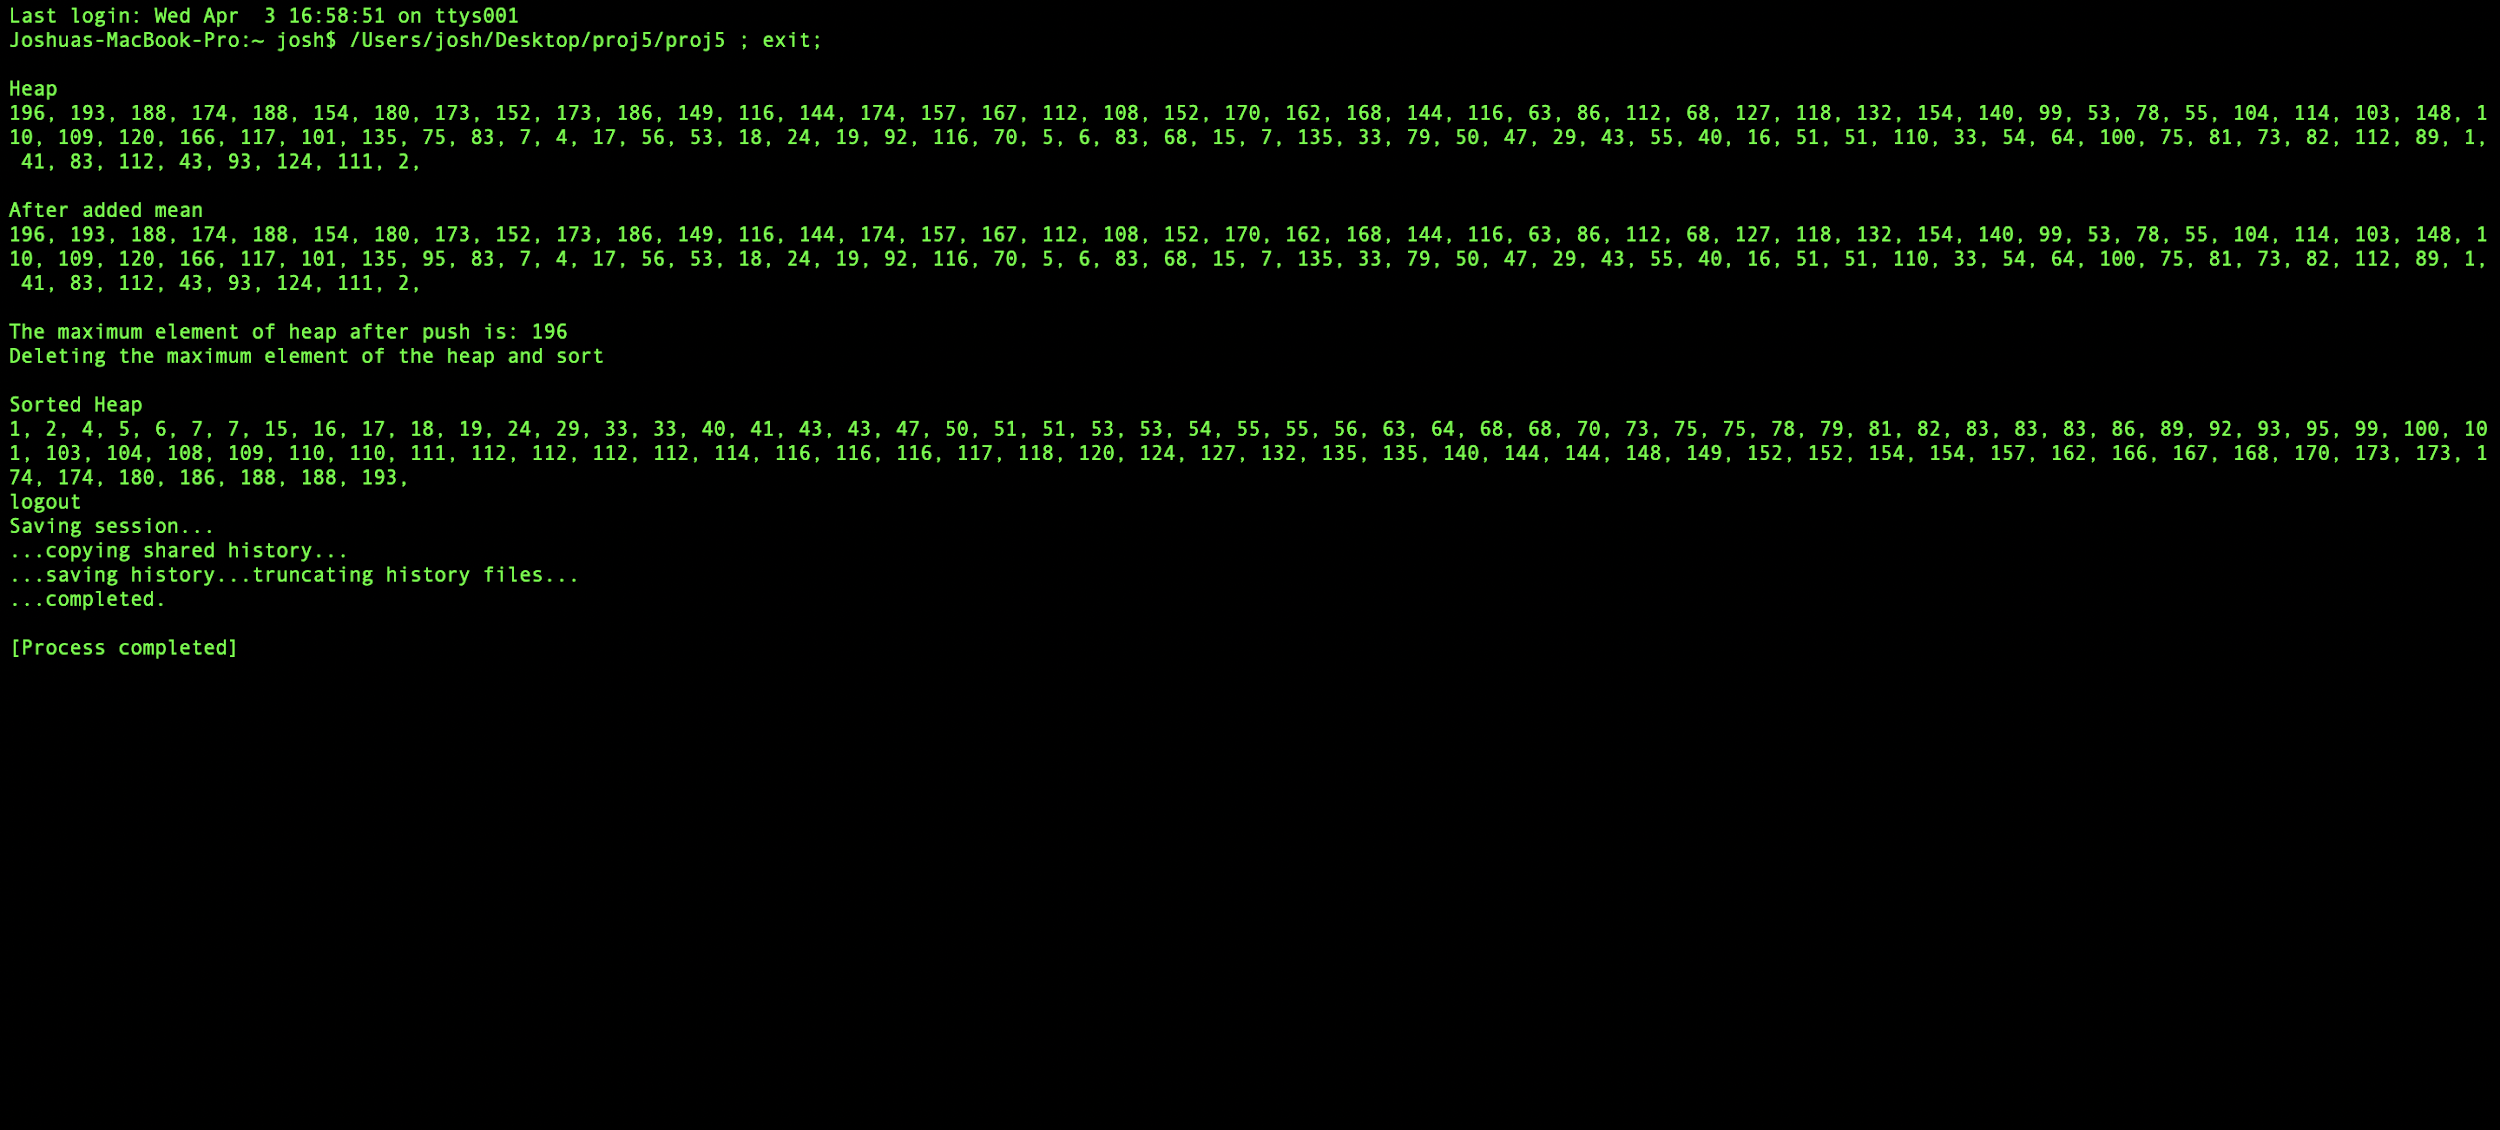 Last login: Wed Apr  3 16:58:51 on ttys001
Joshuas-MacBook-Pro:~ josh$ /Users/josh/Desktop/proj5/proj5 ; exit;
Heap
196, 193, 188, 174, 188, 154, 180, 173, 152, 173, 186, 149, 116, 144, 174, 157, 167, 112, 108, 152, 170, 162, 168, 144, 116, 63, 86, 112, 68, 127, 118, 132, 154, 140, 99, 53, 78, 55, 104, 114, 103, 148, 1
10, 109, 120, 166, 117, 101, 135, 75, 83, 7, 4, 17, 56, 53, 18, 24, 19, 92, 116, 70, 5, 6, 83, 68, 15, 7, 135, 33, 79, 50, 47, 29, 43, 55, 40, 16, 51, 51, 110, 33, 54, 64, 100, 75, 81, 73, 82, 112, 89, 1,
 41, 83, 112, 43, 93, 124, 111, 2,
After added mean
196, 193, 188, 174, 188, 154, 180, 173, 152, 173, 186, 149, 116, 144, 174, 157, 167, 112, 108, 152, 170, 162, 168, 144, 116, 63, 86, 112, 68, 127, 118, 132, 154, 140, 99, 53, 78, 55, 104, 114, 103, 148, 1
10, 109, 120, 166, 117, 101, 135, 95, 83, 7, 4, 17, 56, 53, 18, 24, 19, 92, 116, 70, 5, 6, 83, 68, 15, 7, 135, 33, 79, 50, 47, 29, 43, 55, 40, 16, 51, 51, 110, 33, 54, 64, 100, 75, 81, 73, 82, 112, 89, 1,
 41, 83, 112, 43, 93, 124, 111, 2,
The maximum element of heap after push is: 196
Deleting the maximum element of the heap and sort
Sorted Heap
1, 2, 4, 5, 6, 7, 7, 15, 16, 17, 18, 19, 24, 29, 33, 33, 40, 41, 43, 43, 47, 50, 51, 51, 53, 53, 54, 55, 55, 56, 63, 64, 68, 68, 70, 73, 75, 75, 78, 79, 81, 82, 83, 83, 83, 86, 89, 92, 93, 95, 99, 100, 10
1, 103, 104, 108, 109, 110, 110, 111, 112, 112, 112, 112, 114, 116, 116, 116, 117, 118, 120, 124, 127, 132, 135, 135, 140, 144, 144, 148, 149, 152, 152, 154, 154, 157, 162, 166, 167, 168, 170, 173, 173, 1
74, 174, 180, 186, 188, 188, 193,
logout
Saving session...
...copying shared history...
...saving history...truncating history files...
...completed.
[Process completed]